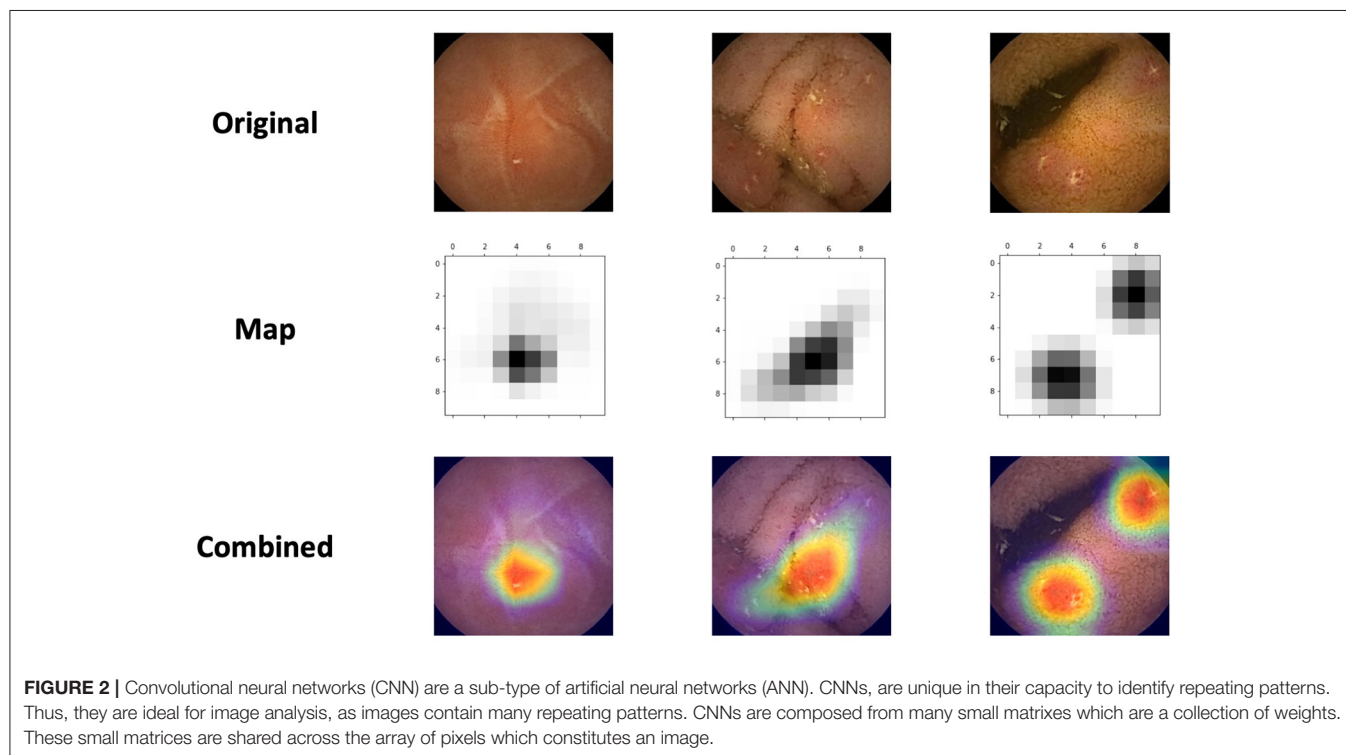 Original
Map
0 2 4 6 8
0 2 4 6 8
0 2 4 6 8
0
2
4
6
8
0
2
4
6
8
0
2
4
6
8
Combined
FIGURE 2 | Convolutional neural networks (CNN) are a sub-type of artificial neural networks (ANN). CNNs, are unique in their capacity to identify repeating patterns.
Thus, they are ideal for image analysis, as images contain many repeating patterns. CNNs are composed from many small matrixes which are a collection of weights.
These small matrices are shared across the array of pixels which constitutes an image.